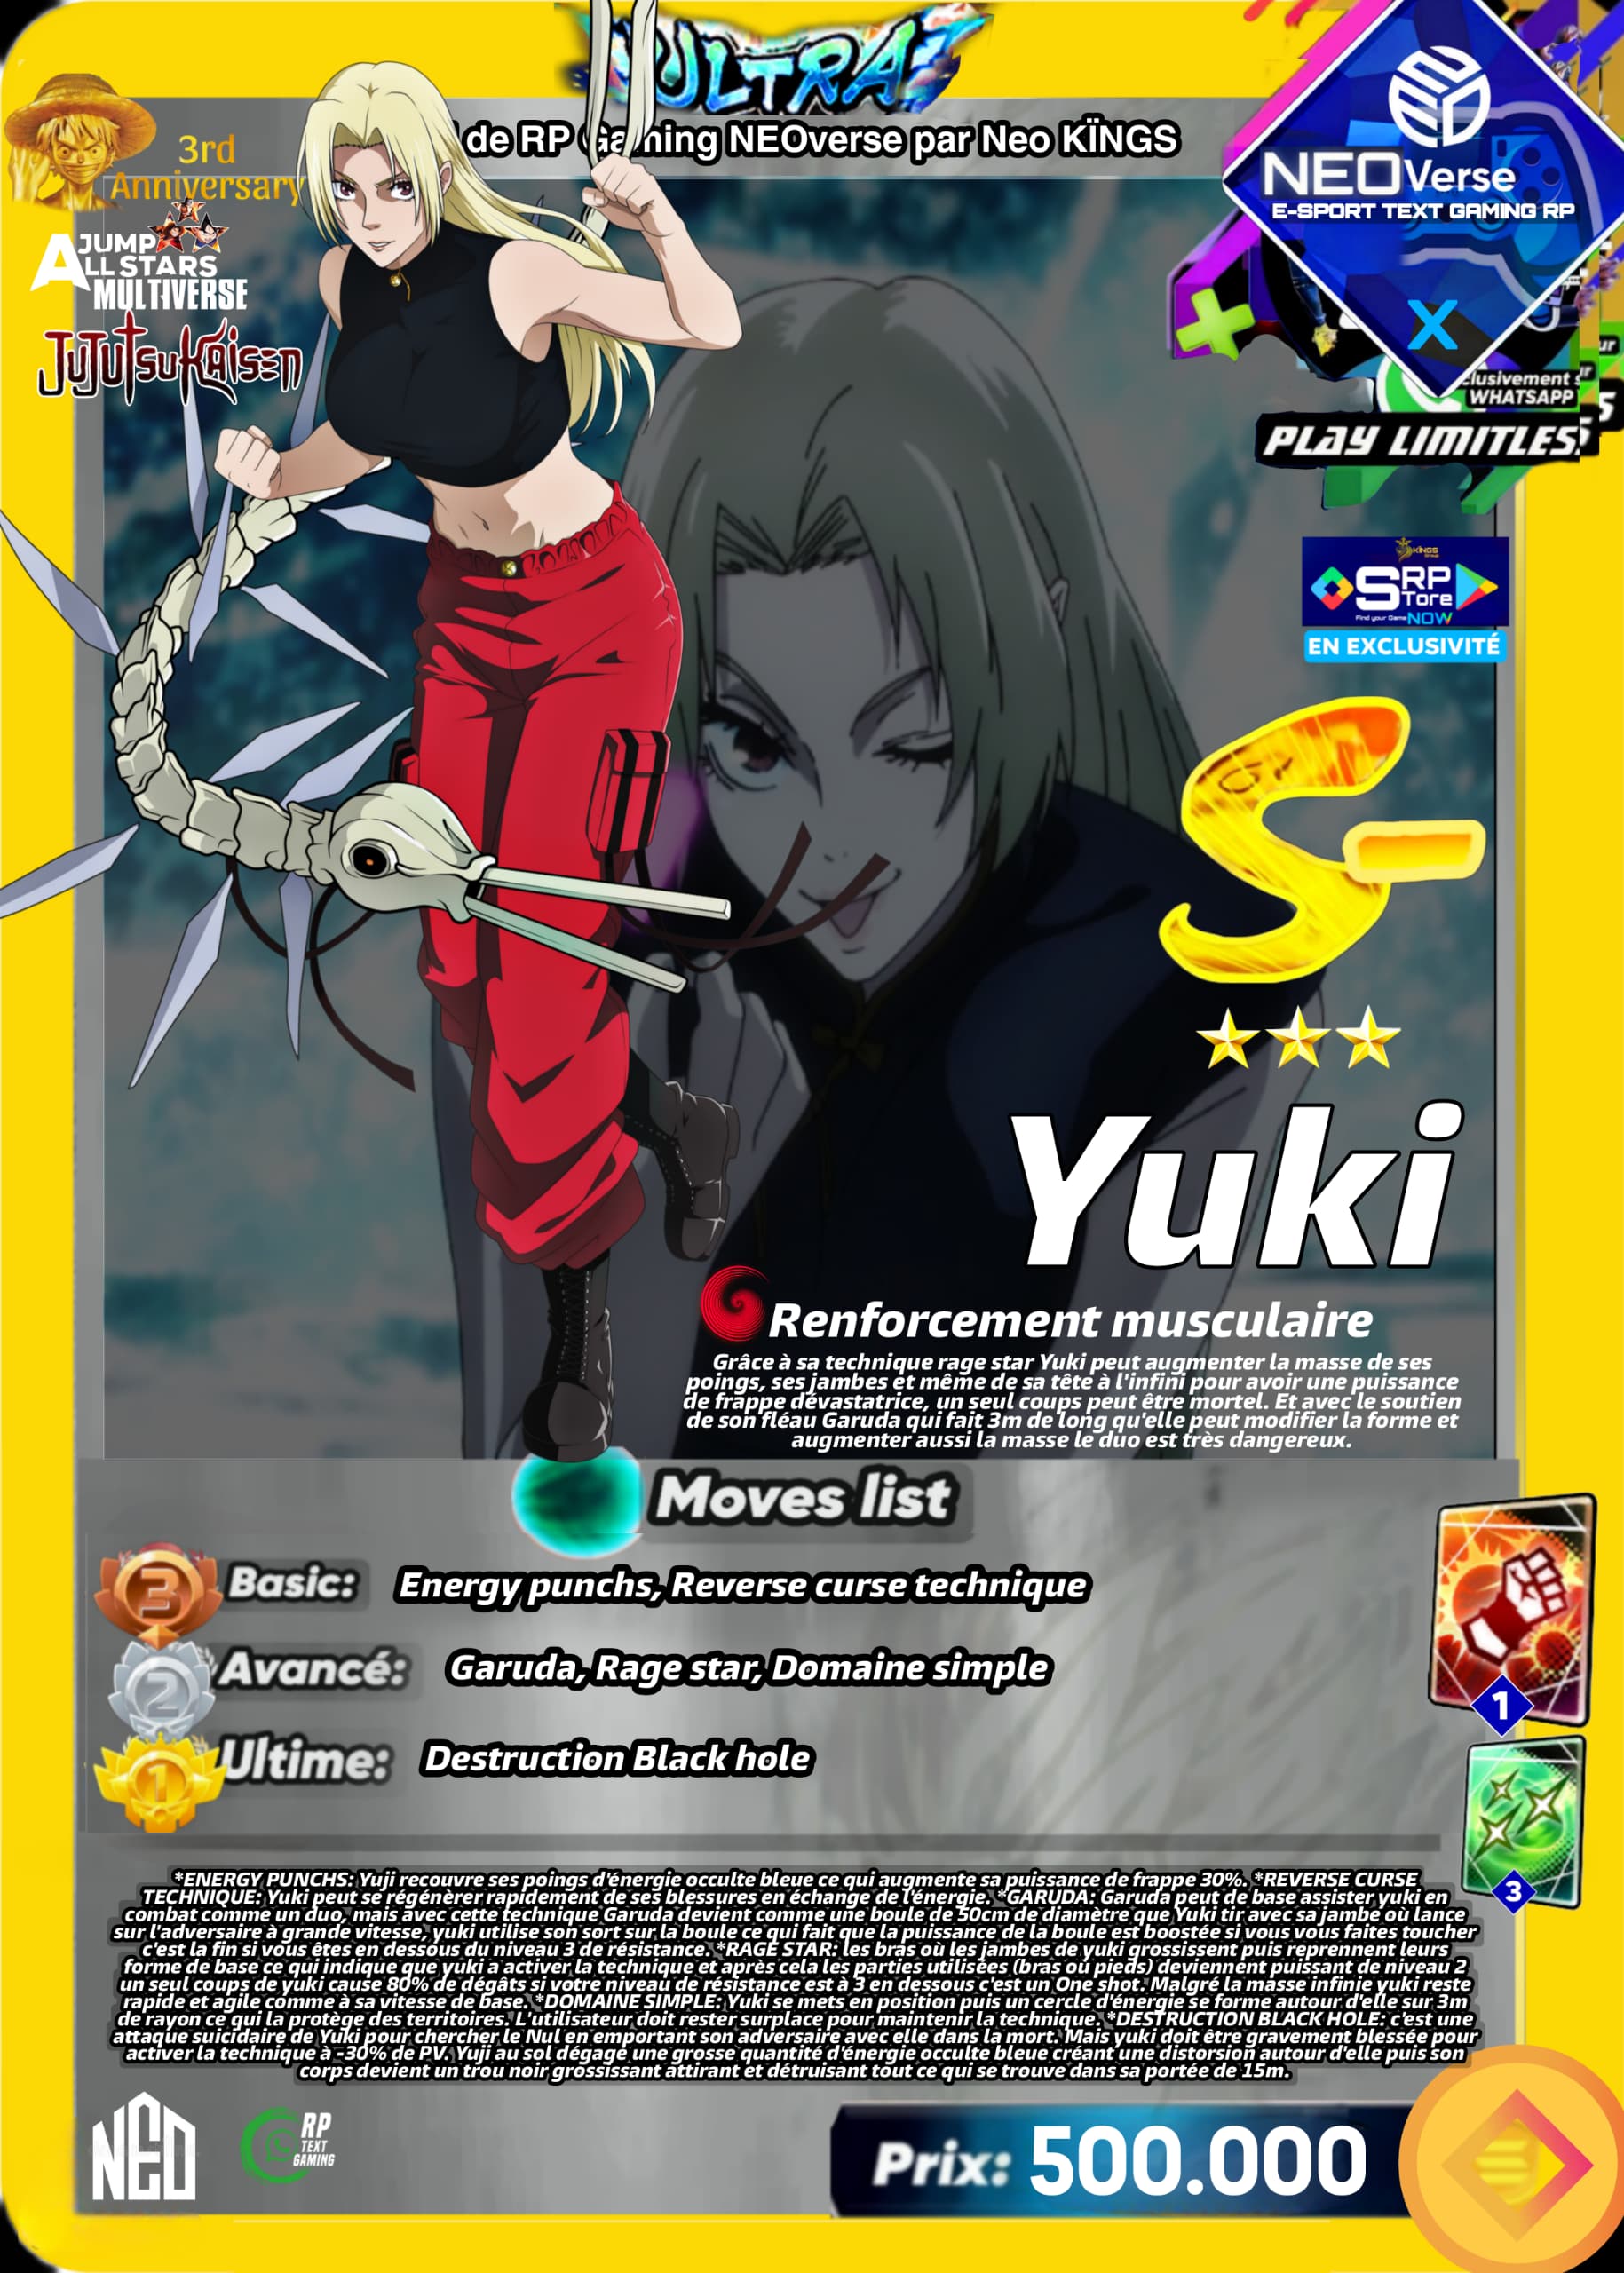 ULTRA
de RP Gaming NEOverse par Neo KÏNGS
3rd
Anniversary
JUMP
ALL STARS
MULTIVERSE
JUJUTSU KAISEN
NEOVerse
E-SPORT TEXT GAMING RP
X
clusivement
WHATSAPP
PLAY LIMITLES
KINGS
SRP
Tore
Find your Game NOW
EN EXCLUSIVITÉ
S-
Yuki
Renforcement musculaire
Grâce à sa technique rage star Yuki peut augmenter la masse de ses
poings, ses jambes et même de sa tête à l'infini pour avoir une puissance
de frappe dévastatrice, un seul coups peut être mortel. Et avec le soutien
de son fléau Garuda qui fait 3m de long qu'elle peut modifier la forme et
augmenter aussi la masse le duo est très dangereux.
Moves list
3 Basic: Energy punchs, Reverse curse technique
2 Avancé: Garuda, Rage star, Domaine simple
1 Ultime: Destruction Black hole
1
3
*ENERGY PUNCHS: Yuji recouvre ses poings d'énergie occulte bleue ce qui augmente sa puissance de frappe 30%. *REVERSE CURSE
TECHNIQUE: Yuki peut se régénèrer rapidement de ses blessures en échange de l'énergie. *GARUDA: Garuda peut de base assister yuki en
combat comme un duo, mais avec cette technique Garuda devient comme une boule de 50cm de diamètre que Yuki tir avec sa jambe où lance
sur l'adversaire à grande vitesse, yuki utilise son sort sur la boule ce qui fait que la puissance de la boule est boostée si vous vous faites toucher
c'est la fin si vous êtes en dessous du niveau 3 de résistance. *RAGE STAR: les bras où les jambes de yuki grossissent puis reprennent leurs
forme de base ce qui indique que yuki à activer la technique et après cela les parties utilisées (bras ou pieds) deviennent puissant de niveau 2
un seul coups de yuki cause 80% de dégâts si votre niveau de résistance est à 3 en dessous c'est un One shot. Malgré la masse infinie yuki reste
rapide et agile comme à sa vitesse de base. *DOMAINE SIMPLE: Yuki se mets en position puis un cercle d'énergie se forme autour d'elle sur 3m
de rayon ce qui la protège des territoires. L'utilisateur doit rester surplace pour maintenir la technique. *DESTRUCTION BLACK HOLE: c'est une
attaque suicidaire de Yuki pour chercher le Nul en emportant son adversaire avec elle dans la mort. Mais yuki doit être gravement blessée pour
activer la technique à -30% de PV. Yuji au sol dégage une grosse quantité d'énergie occulte bleue créant une distorsion autour d'elle puis son
corps devient un trou noir grossissant attirant et détruisant tout ce qui se trouve dans sa portée de 15m.
NEO
RP
TEXT
GAMING
Prix: 500.000